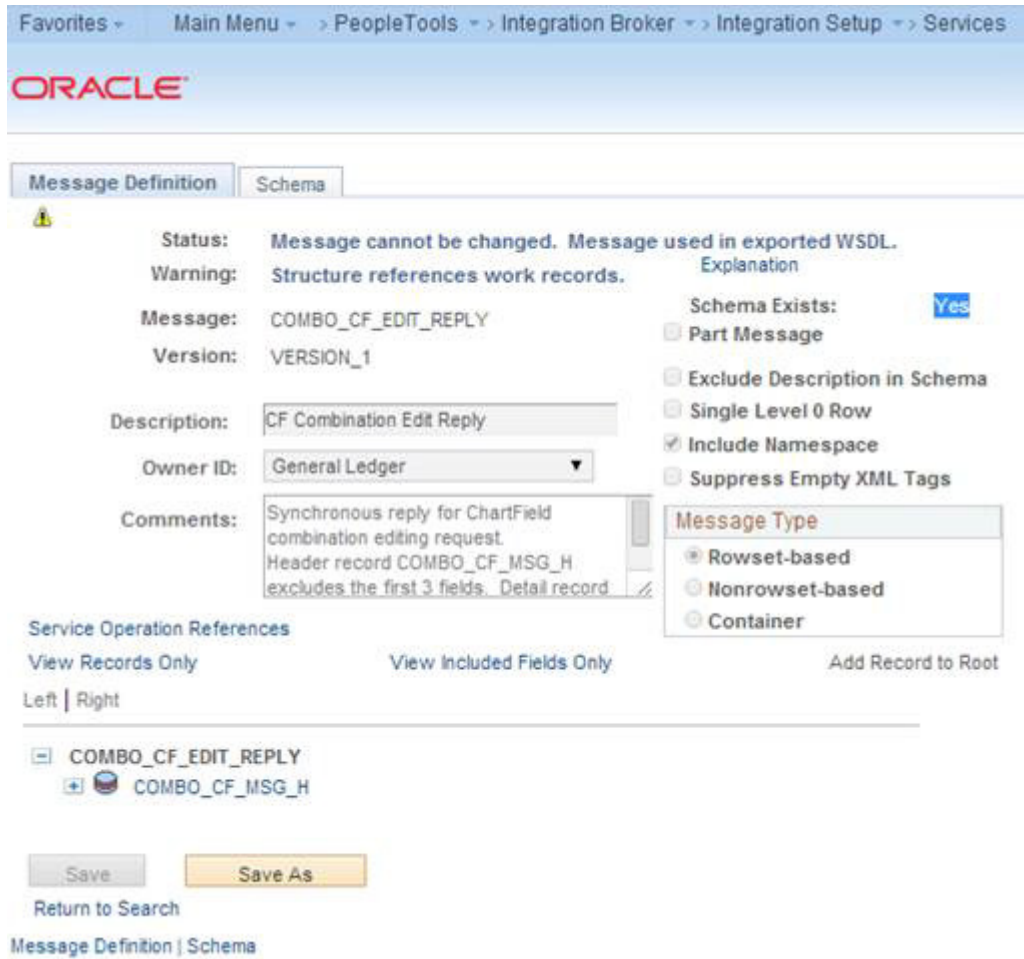 Favorites Main Menu > PeopleTools > Integration Broker > Integration Setup > Services
ORACLE
Message Definition Schema
Status: Message cannot be changed. Message used in exported WSDL.
Explanation
Warning: Structure references work records.
Schema Exists: Yes
Message: COMBO_CF_EDIT_REPLY
Part Message
Version: VERSION_1
Exclude Description in Schema
Description: CF Combination Edit Reply
Single Level 0 Row
Include Namespace
Owner ID: General Ledger
Suppress Empty XML Tags
Comments: Synchronous reply for ChartField
combination editing request.
Header record COMBO_CF_MSG_H
excludes the first 3 fields. Detail record
Message Type
Rowset-based
Nonrowset-based
Container
Service Operation References
View Records Only View Included Fields Only Add Record to Root
Left | Right
COMBO_CF_EDIT_REPLY
COMBO_CF_MSG_H
Save Save As
Return to Search
Message Definition | Schema